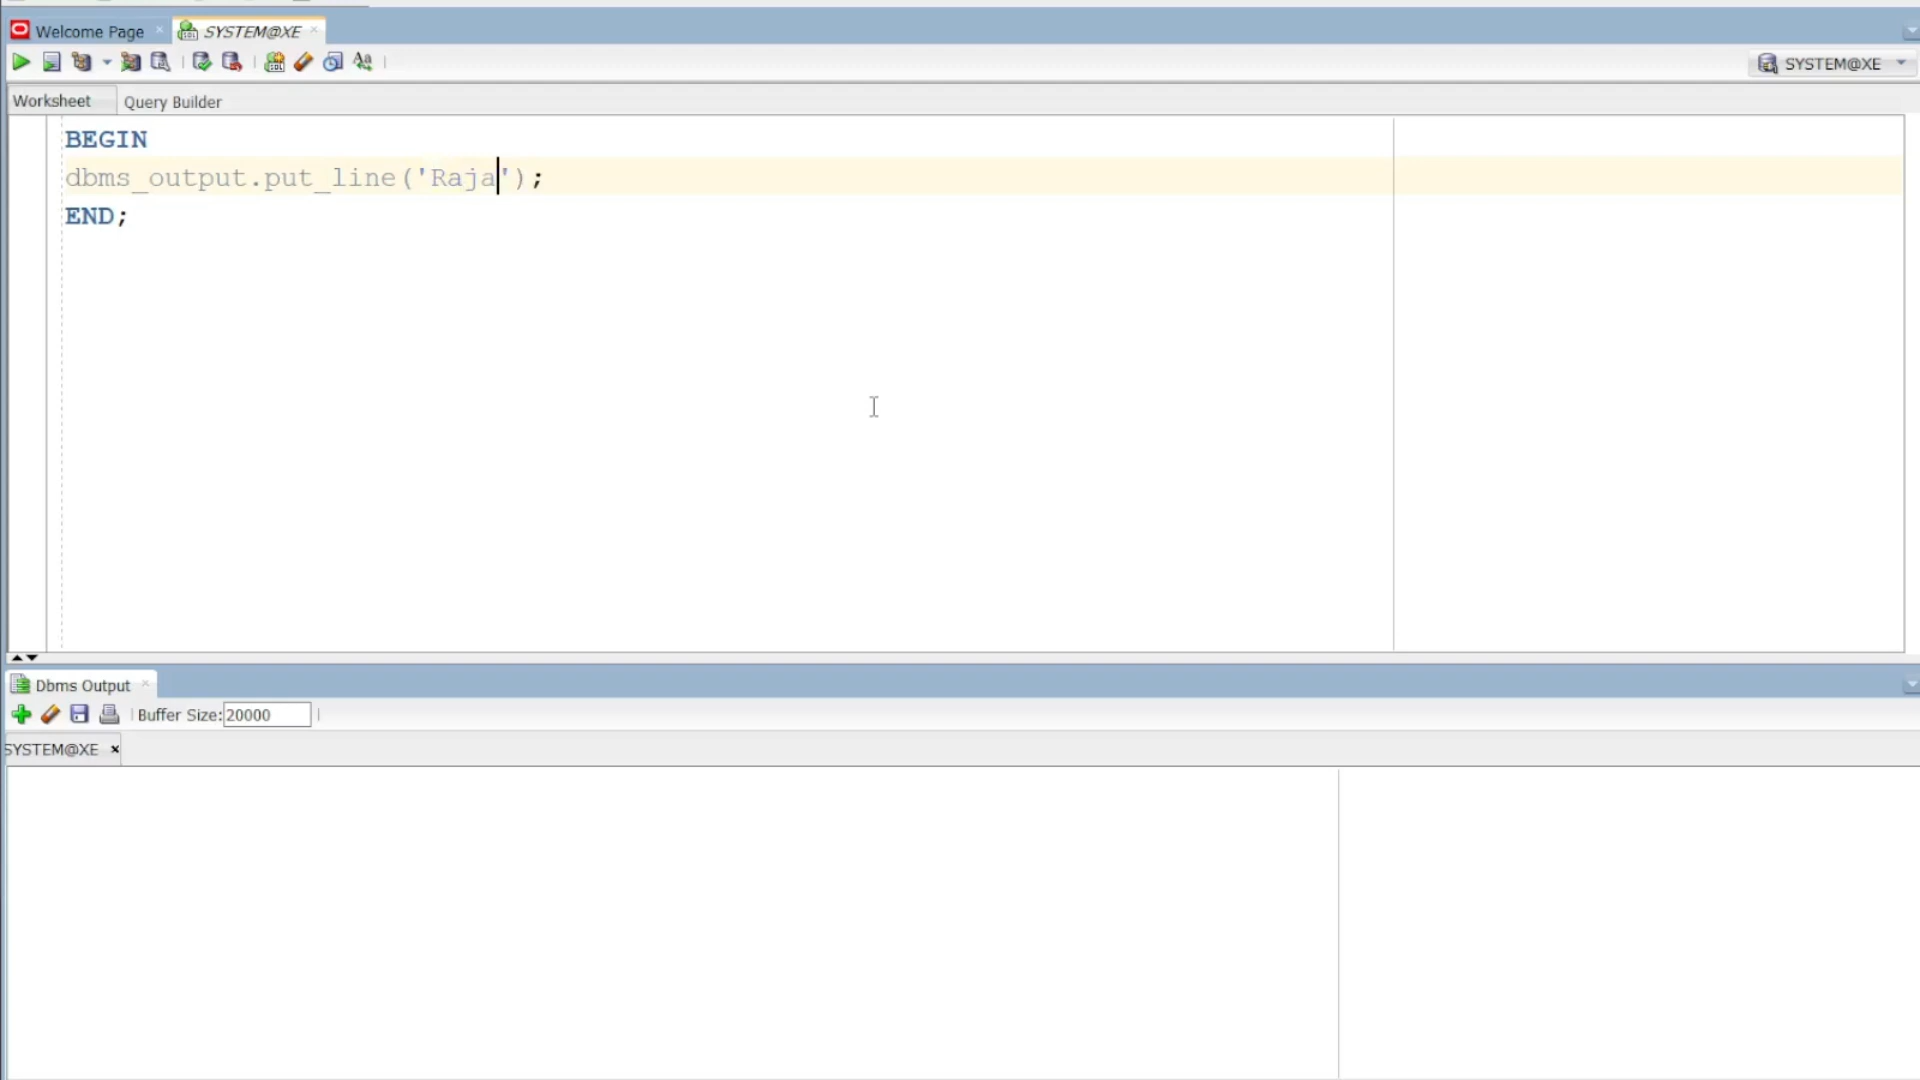 Welcome Page
SYSTEM@XE
SYSTEM@XE
Worksheet
Query Builder
BEGIN
dbms_output.put_line('Raja');
END;
Dbms Output
Buffer Size: 20000
SYSTEM@XE